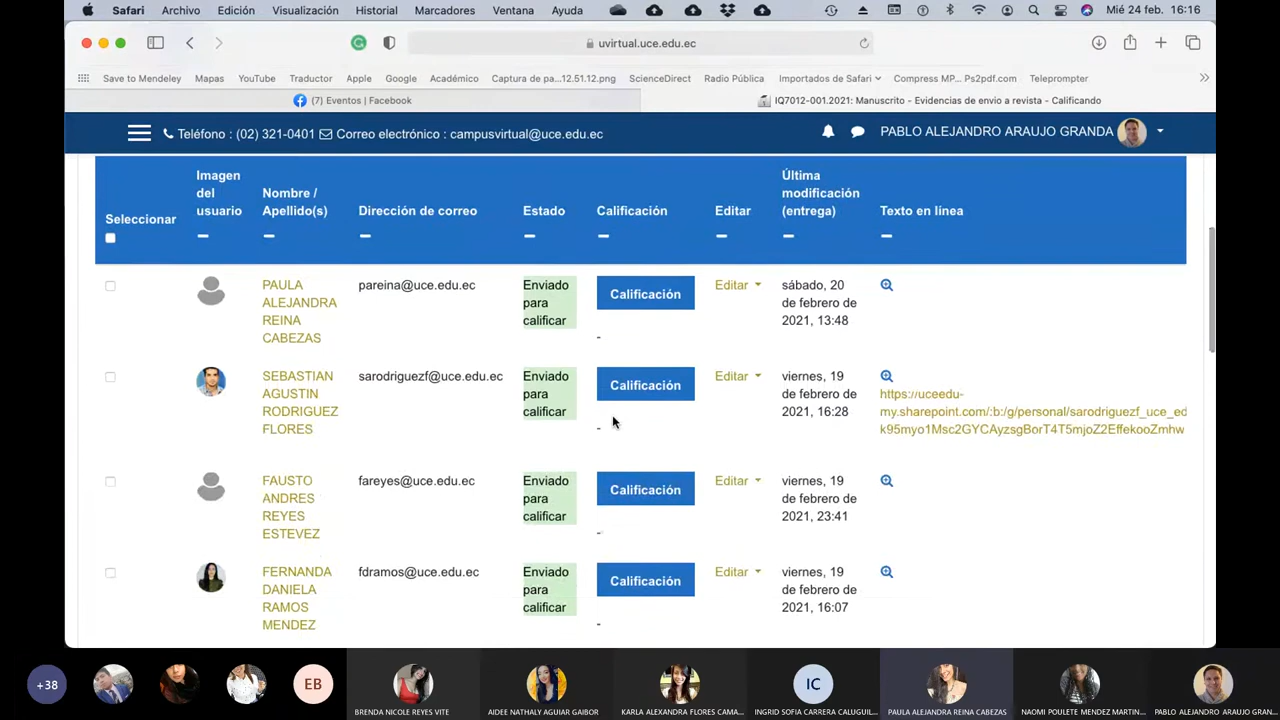 Safari Archivo Edición Visualización Historial Marcadores Ventana Ayuda Mié 24 feb. 16:16
uvirtual.uce.edu.ec
Save to Mendeley Mapas YouTube Traductor Apple Google Académico Captura de pa...12.51.12.png ScienceDirect Radio Pública Importados de Safari Compress MP... Ps2pdf.com Teleprompter
(7) Eventos | Facebook IQ7012-001.2021: Manuscrito - Evidencias de envio a revista - Calificando
Teléfono : (02) 321-0401 Correo electrónico : campusvirtual@uce.edu.ec PABLO ALEJANDRO ARAUJO GRANDA
Seleccionar
Imagen
del
usuario
Nombre /
Apellido(s)
Dirección de correo
Estado
Calificación
Editar
Última
modificación
(entrega)
Texto en línea
PAULA
ALEJANDRA
REINA
CABEZAS
pareina@uce.edu.ec
Enviado
para
calificar
Calificación
-
Editar
sábado, 20
de febrero de
2021, 13:48
SEBASTIAN
AGUSTIN
RODRIGUEZ
FLORES
sarodriguezf@uce.edu.ec
Enviado
para
calificar
Calificación
-
Editar
viernes, 19
de febrero de
2021, 16:28
https://uceedu-
my.sharepoint.com/:b:/g/personal/sarodriguezf_uce_ed
k95myo1Msc2GYCAyzsgBorT4T5mjoZ2EffekooZmhw
FAUSTO
ANDRES
REYES
ESTEVEZ
fareyes@uce.edu.ec
Enviado
para
calificar
Calificación
-
Editar
viernes, 19
de febrero de
2021, 23:41
FERNANDA
DANIELA
RAMOS
MENDEZ
fdramos@uce.edu.ec
Enviado
para
calificar
Calificación
-
Editar
viernes, 19
de febrero de
2021, 16:07
+38 EB IC
BRENDA NICOLE REYES VITE AIDEE NATHALY AGUIAR GAIBOR KARLA ALEXANDRA FLORES CAMA... INGRID SOFIA CARRERA CALUGUIL... PAULA ALEJANDRA REINA CABEZAS NAOMI POULETE MENDEZ MARTIN... PABLO ALEJANDRO ARAUJO GRAN...